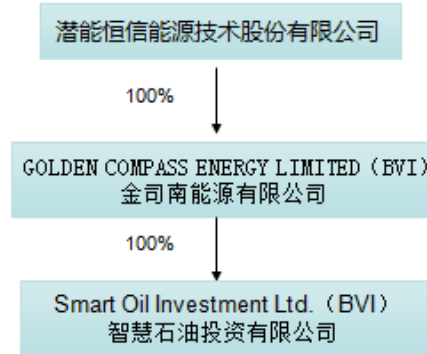 潜能恒信能源技术股份有限公司
100%
GOLDEN COMPASS ENERGY LIMITED（BVI）
金司南能源有限公司
100%
Smart Oil Investment Ltd.（BVI）
智慧石油投资有限公司